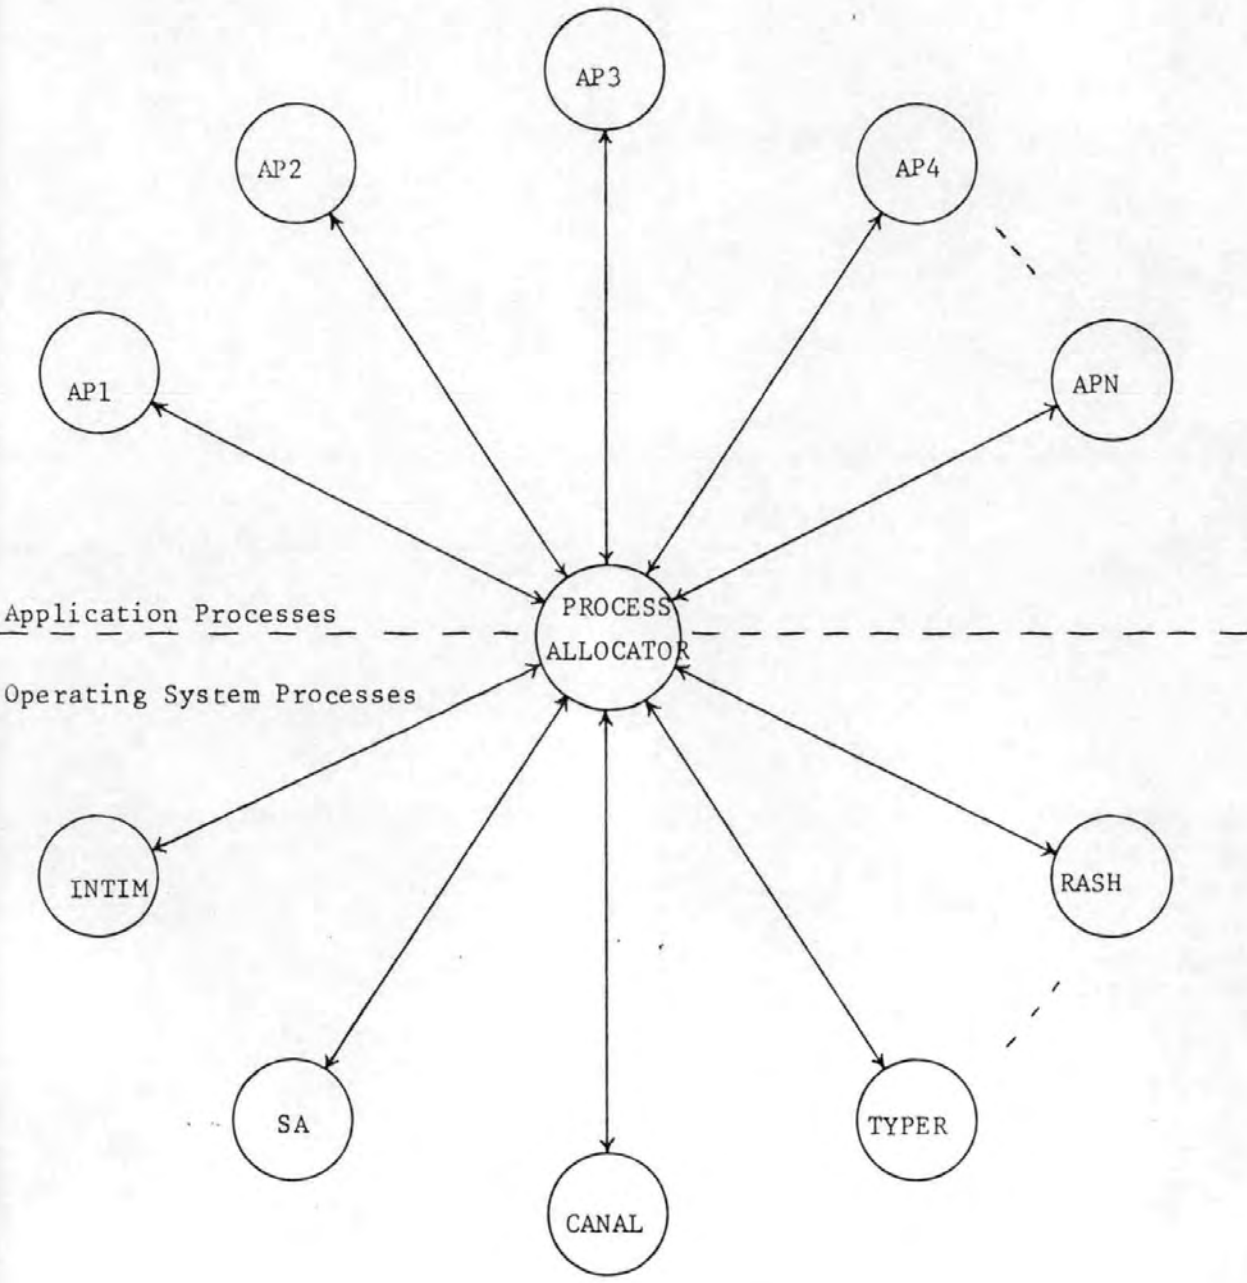 AP3
AP2
AP4
AP1
APN
PROCESS
ALLOCATOR
Application Processes
Operating System Processes
INTIM
RASH
SA
TYPER
CANAL